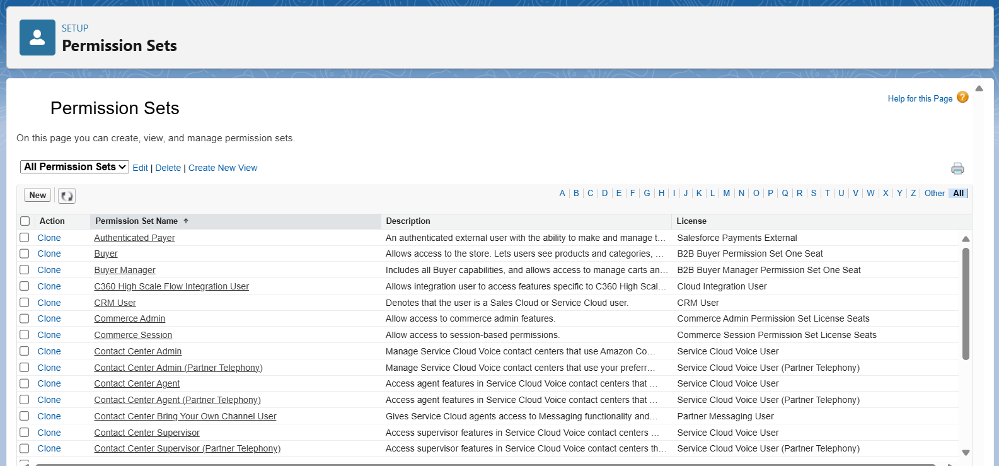 SETUP
Permission Sets
Permission Sets
Help for this Page ?
On this page you can create, view, and manage permission sets.
All Permission Sets Edit | Delete | Create New View
New A B C D E F G H I J K L M N O P Q R S T U V W X Y Z Other All
Action Permission Set Name ↑ Description License
Clone Authenticated Payer An authenticated external user with the ability to make and manage t... Salesforce Payments External
Clone Buyer Allows access to the store. Lets users see products and categories, ... B2B Buyer Permission Set One Seat
Clone Buyer Manager Includes all Buyer capabilities, and allows access to manage carts an... B2B Buyer Manager Permission Set One Seat
Clone C360 High Scale Flow Integration User Allows integration user to access features specific to C360 High Scal... Cloud Integration User
Clone CRM User Denotes that the user is a Sales Cloud or Service Cloud user. CRM User
Clone Commerce Admin Allow access to commerce admin features. Commerce Admin Permission Set License Seats
Clone Commerce Session Allow access to session-based permissions. Commerce Session Permission Set License Seats
Clone Contact Center Admin Manage Service Cloud Voice contact centers that use Amazon Co... Service Cloud Voice User
Clone Contact Center Admin (Partner Telephony) Manage Service Cloud Voice contact centers that use your preferr... Service Cloud Voice User (Partner Telephony)
Clone Contact Center Agent Access agent features in Service Cloud Voice contact centers that ... Service Cloud Voice User
Clone Contact Center Agent (Partner Telephony) Access agent features in Service Cloud Voice contact centers that ... Service Cloud Voice User (Partner Telephony)
Clone Contact Center Bring Your Own Channel User Gives Service Cloud agents access to Messaging functionality and... Partner Messaging User
Clone Contact Center Supervisor Access supervisor features in Service Cloud Voice contact centers ... Service Cloud Voice User
Clone Contact Center Supervisor (Partner Telephony) Access supervisor features in Service Cloud Voice contact centers th... Service Cloud Voice User (Partner Telephony)